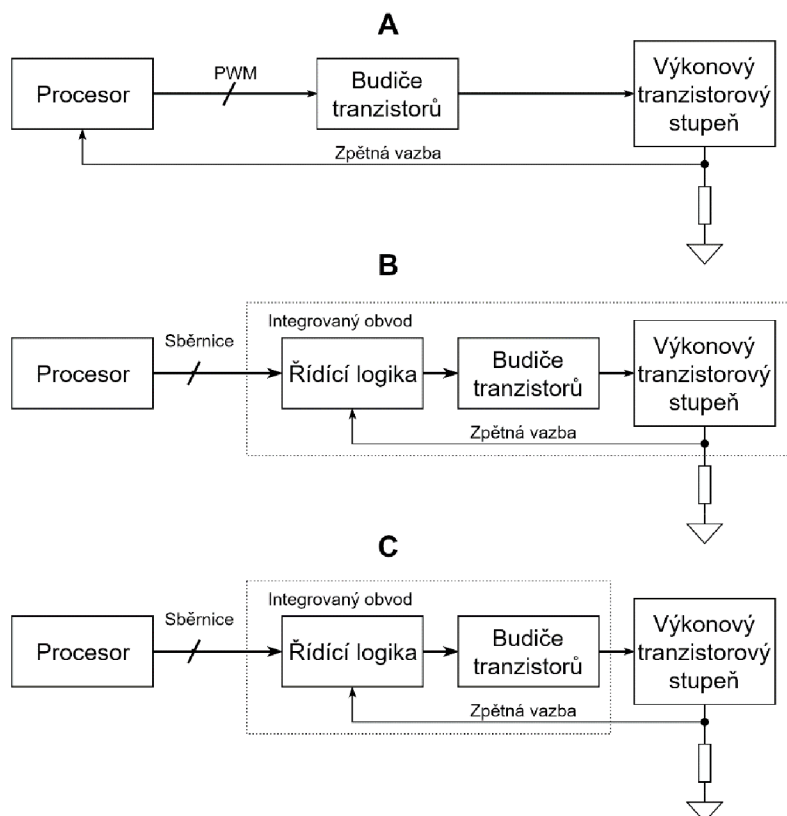 A
Procesor
PWM
Budiče
tranzistorů
Výkonový
tranzistorový
stupeň
Zpětná vazba
B
Integrovaný obvod
Procesor
Sběrnice
Řídící logika
Budiče
tranzistorů
Výkonový
tranzistorový
stupeň
Zpětná vazba
C
Integrovaný obvod
Procesor
Sběrnice
Řídící logika
Budiče
tranzistorů
Výkonový
tranzistorový
stupeň
Zpětná vazba